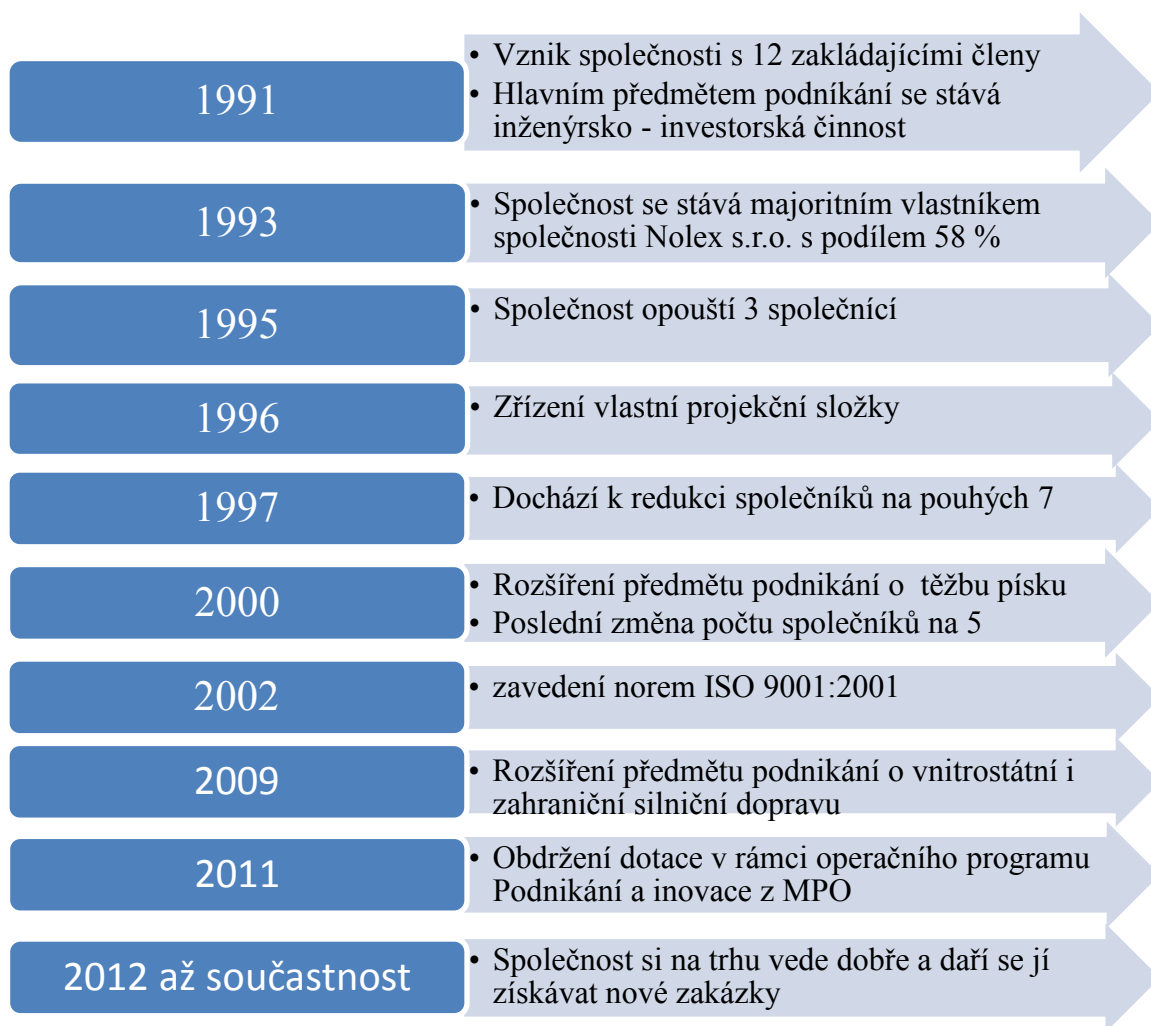 1991
• Vznik společnosti s 12 zakládajícími členy
• Hlavním předmětem podníkání se stává
inženýrsko - investorská činnost
1993
• Společnost se stává majoritním vlastníkem
společnosti Nolex s.r.o. s podílem 58 %
1995
• Společnost opouští 3 společnící
1996
• Zřízení vlastní projekční složky
1997
• Dochází k redukci společníků na pouhých 7
2000
• Rozšíření předmětu podnikání o těžbu písku
• Poslední změna počtu společníků na 5
2002
• zavedení norem ISO 9001:2001
2009
• Rozšíření předmětu podnikání o vnitrostátní i
zahraniční silniční dopravu
2011
• Obdržení dotace v rámci operačního programu
Podnikání a inovace z MPO
2012 až součastnost
• Společnost si na trhu vede dobře a daří se jí
získávat nové zakázky